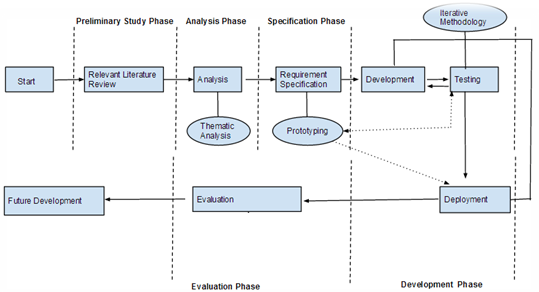 Preliminary Study Phase
Analysis Phase
Specification Phase
Iterative
Methodology
Start
Relevant Literature
Review
Analysis
Requirement
Specification
Development
Testing
Thematic
Analysis
Prototyping
Future Development
Evaluation
Deployment
Evaluation Phase
Development Phase